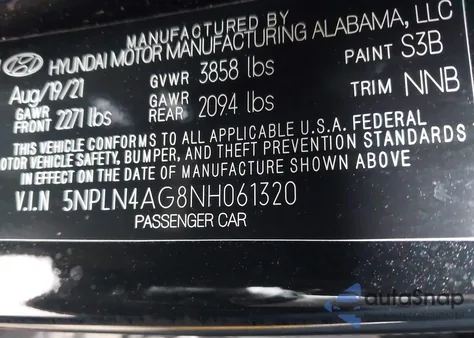 MANUFACTURED BY
HYUNDAI MOTOR MANUFACTURING ALABAMA, LLC
Aug/19/21 GVWR 3858 lbs PAINT S3B
GAWR FRONT 2271 lbs GAWR REAR 2094 lbs TRIM NNB
THIS VEHICLE CONFORMS TO ALL APPLICABLE U.S.A. FEDERAL
MOTOR VEHICLE SAFETY, BUMPER, AND THEFT PREVENTION STANDARDS
IN EFFECT ON THE DATE OF MANUFACTURE SHOWN ABOVE
V.I.N 5NPLN4AG8NH061320
PASSENGER CAR
autoSnap